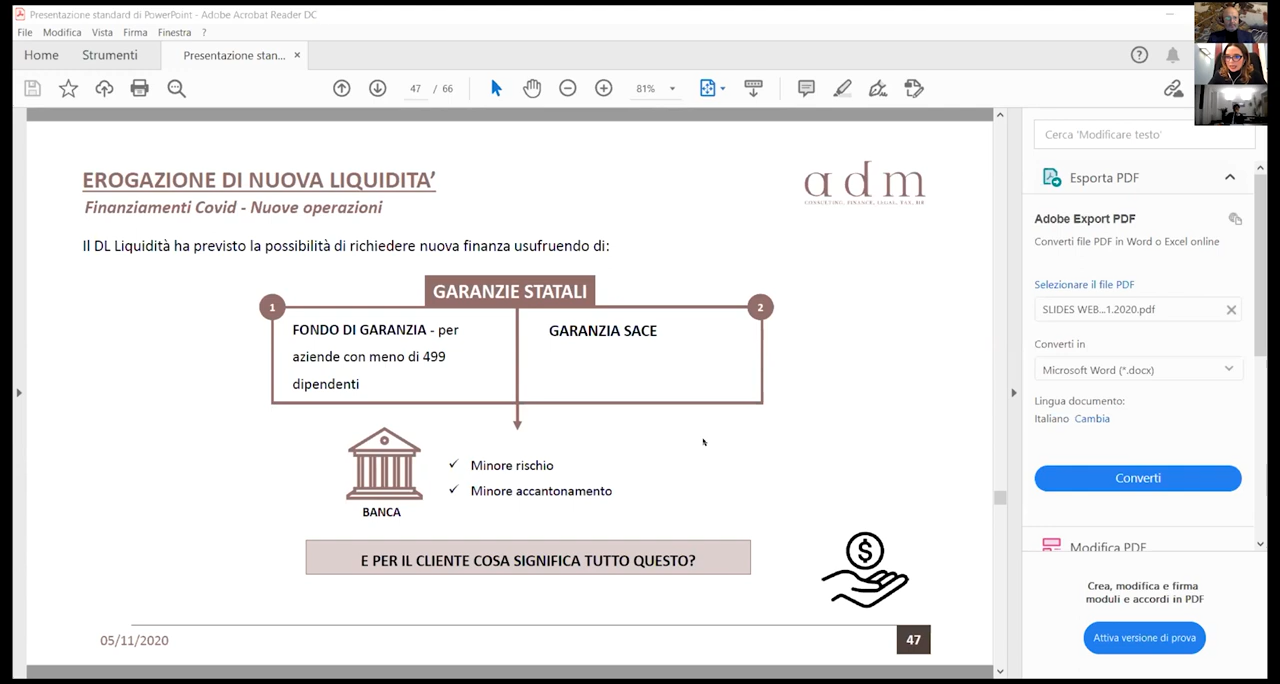 Presentazione standard di PowerPoint - Adobe Acrobat Reader DC
File Modifica Vista Firma Finestra ?
Home Strumenti Presentazione stan... ×
47 / 66 81%
EROGAZIONE DI NUOVA LIQUIDITA’
Finanziamenti Covid - Nuove operazioni
adm
CONSULTING, FINANCE, LEGAL, TAX, HR
Il DL Liquidità ha previsto la possibilità di richiedere nuova finanza usufruendo di:
GARANZIE STATALI
1
2
FONDO DI GARANZIA - per
aziende con meno di 499
dipendenti
GARANZIA SACE
✓ Minore rischio
✓ Minore accantonamento
BANCA
E PER IL CLIENTE COSA SIGNIFICA TUTTO QUESTO?
$
05/11/2020
47
Cerca 'Modificare testo'
Esporta PDF
Adobe Export PDF
Converti file PDF in Word o Excel online
Selezionare il file PDF
SLIDES WEB...1.2020.pdf
Converti in
Microsoft Word (*.docx)
Lingua documento:
Italiano Cambia
Converti
Modifica PDF
Crea, modifica e firma
moduli e accordi in PDF
Attiva versione di prova